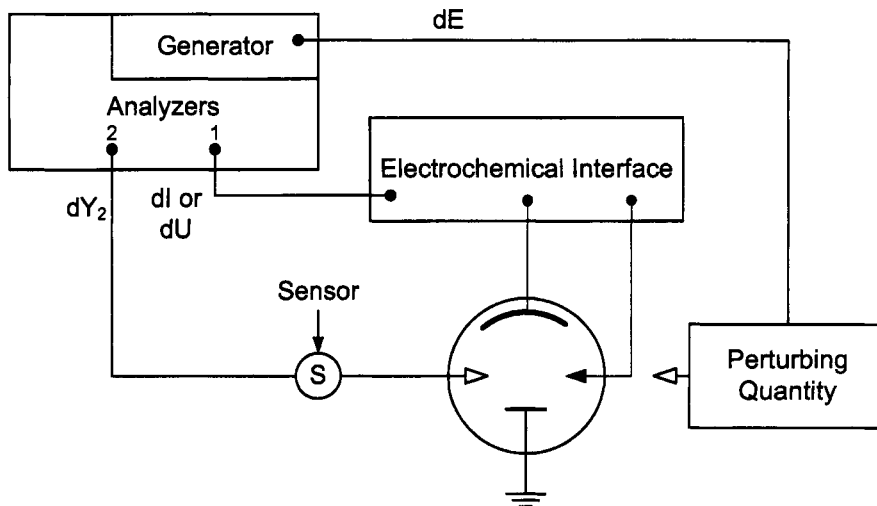 Generator
dE
Analyzers
2 1
Electrochemical Interface
dY₂
dI or
dU
Sensor
S
Perturbing
Quantity